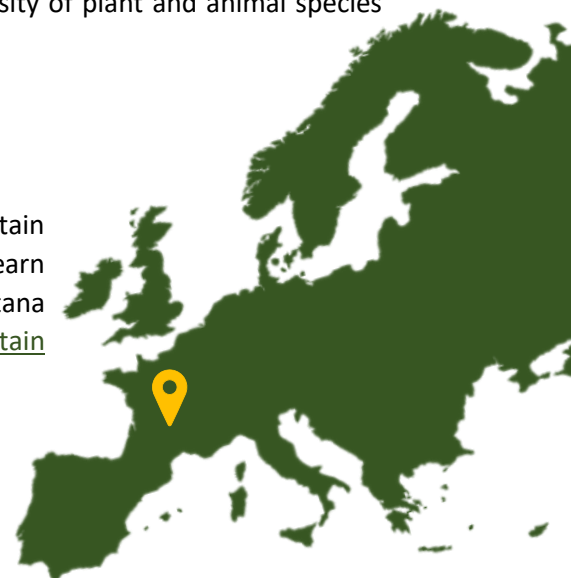 sity of plant and animal species
tain
earn
tana
tain